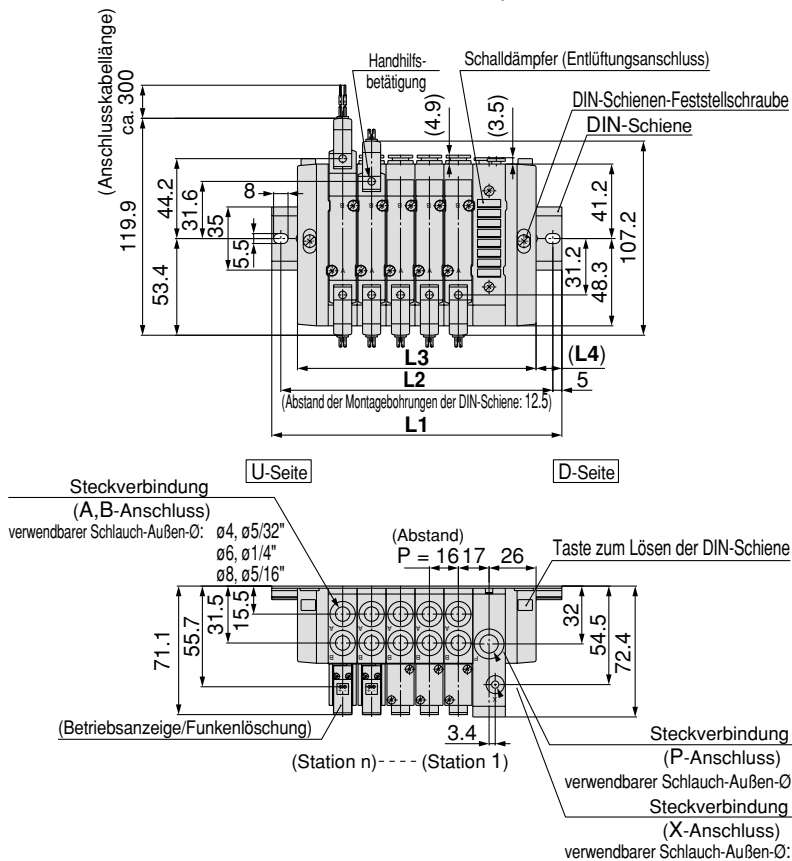 (Anschlusskabellänge)
ca. 300
Handhilfs-
betätigung
Schalldämpfer (Entlüftungsanschluss)
(4.9)
(3.5)
DIN-Schienen-Feststellschraube
DIN-Schiene
119.9
44.2
31.6
8
35
5.5
53.4
B B B B B
A A A A A
41.2
107.2
31.2
48.3
L3
(L4)
L2
5
(Abstand der Montagebohrungen der DIN-Schiene: 12.5)
L1
U-Seite
D-Seite
Steckverbindung
(A,B-Anschluss)
verwendbarer Schlauch-Außen-Ø: ø4, ø5/32"
ø6, ø1/4"
ø8, ø5/16"
(Abstand)
P = 16 17 26
Taste zum Lösen der DIN-Schiene
71.1
55.7
31.5
15.5
A A A A A
B B B B B
P
X
32
54.5
72.4
(Betriebsanzeige/Funkenlöschung)
3.4
(Station n)----(Station 1)
Steckverbindung
(P-Anschluss)
verwendbarer Schlauch-Außen-Ø
Steckverbindung
(X-Anschluss)
verwendbarer Schlauch-Außen-Ø: